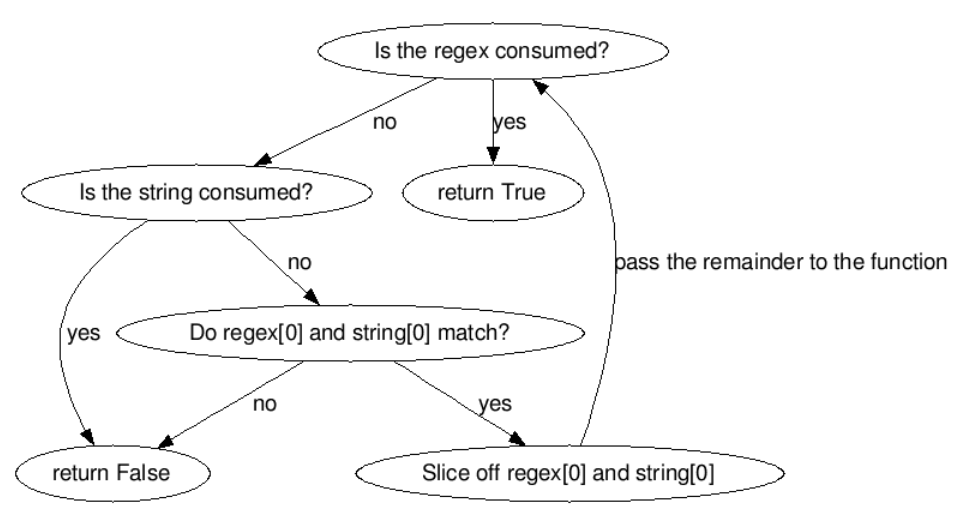 Is the regex consumed?
no
yes
Is the string consumed?
return True
no
pass the remainder to the function
yes
Do regex[0] and string[0] match?
no
yes
return False
Slice off regex[0] and string[0]